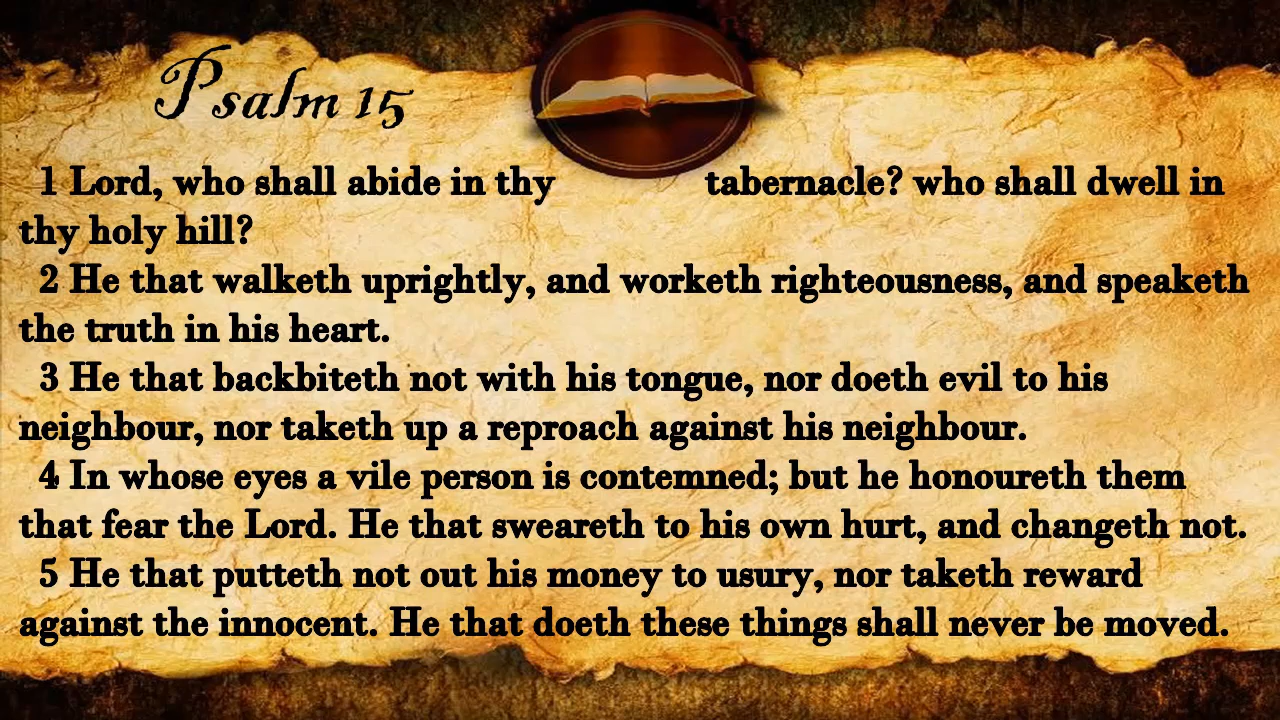 Psalm 15
1 Lord, who shall abide in thy tabernacle? who shall dwell in
thy holy hill?
2 He that walketh uprightly, and worketh righteousness, and speaketh
the truth in his heart.
3 He that backbiteth not with his tongue, nor doeth evil to his
neighbour, nor taketh up a reproach against his neighbour.
4 In whose eyes a vile person is contemned; but he honoureth them
that fear the Lord. He that sweareth to his own hurt, and changeth not.
5 He that putteth not out his money to usury, nor taketh reward
against the innocent. He that doeth these things shall never be moved.